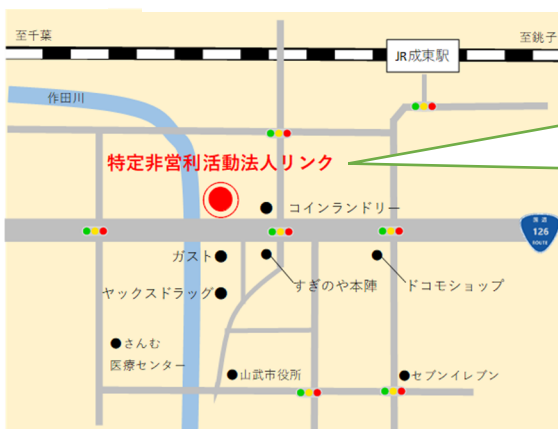 至千葉
至銚子
JR成東駅
作田川
特定非営利活動法人リンク
コインランドリー
国道
126
ROUTE
ガスト
すぎのや本陣
ドコモショップ
ヤックスドラッグ
さんむ
医療センター
山武市役所
セブンイレブン